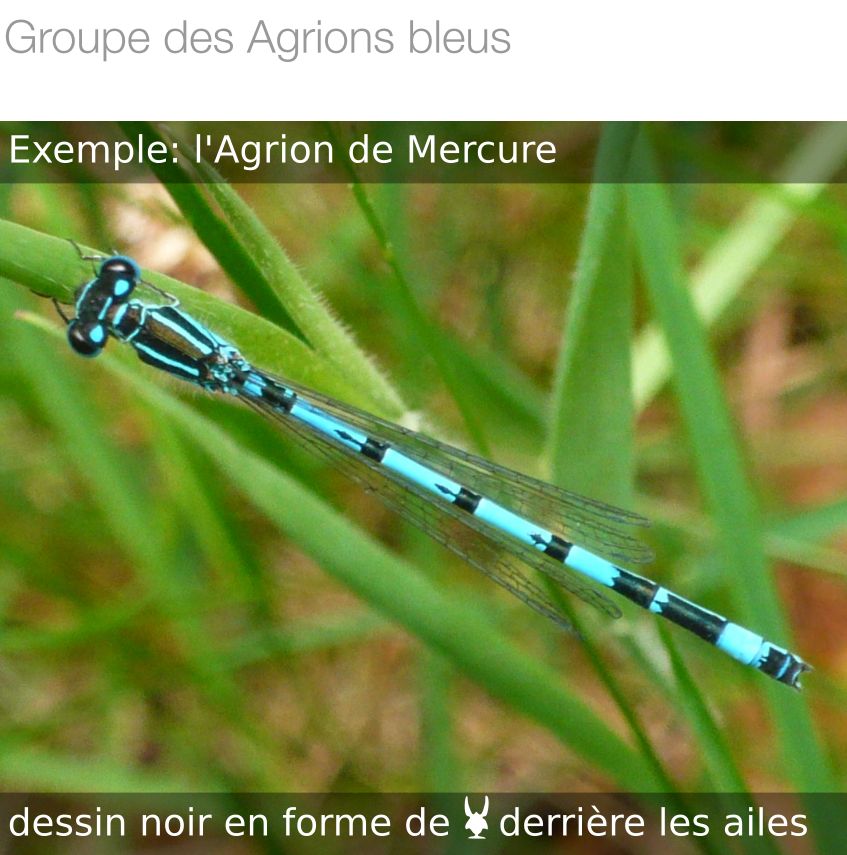 Groupe des Agrions bleus
Exemple: l'Agrion de Mercure
dessin noir en forme de derrière les ailes